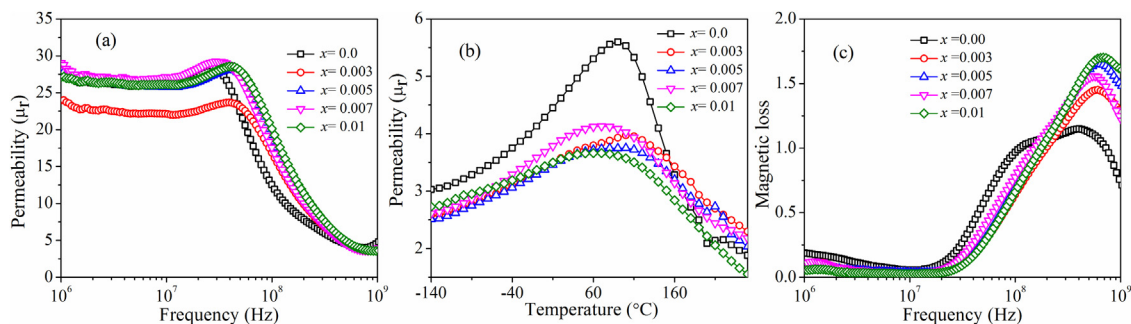 (a)
Permeability (μr)
35
30
25
20
15
10
5
0
x= 0.0
x= 0.003
x= 0.005
x= 0.007
x= 0.01
10^6
10^7
10^8
10^9
Frequency (Hz)
(b)
Permeability (μr)
6
5
4
3
2
x= 0.0
x= 0.003
x= 0.005
x= 0.007
x= 0.01
-140
-40
60
160
Temperature (°C)
(c)
Magnetic loss
2.0
1.5
1.0
0.5
0.0
x =0.00
x =0.003
x =0.005
x =0.007
x =0.01
10^6
10^7
10^8
10^9
Frequency (Hz)